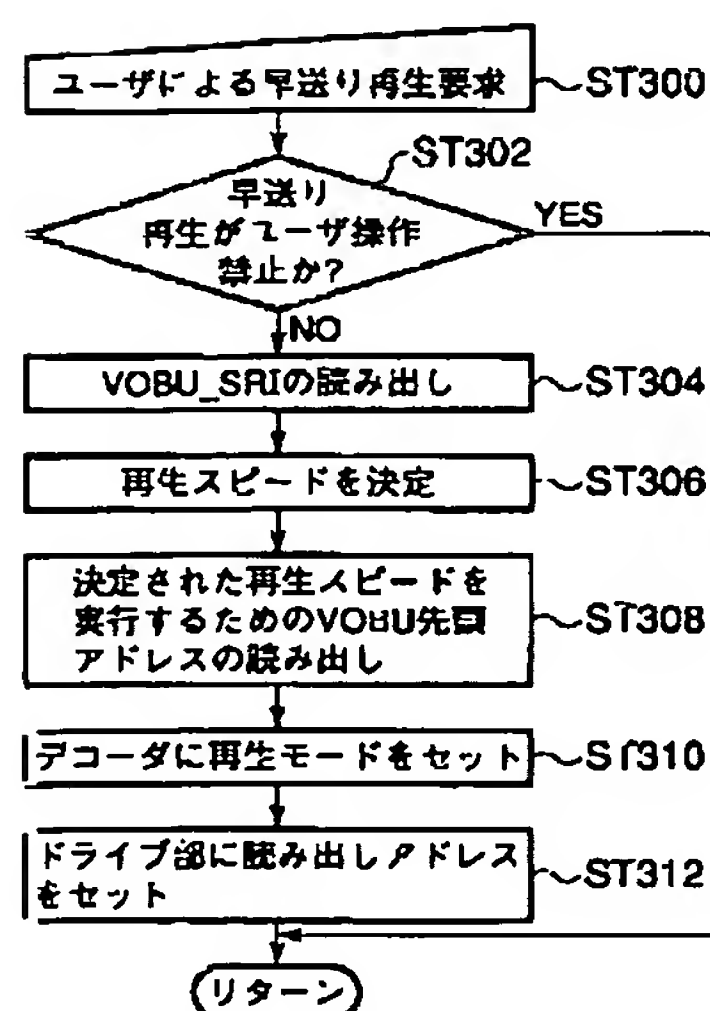 ユーザによる早送り再生要求
ST300
ST302
早送り
再生がユーザ操作
禁止か?
YES
NO
VOBU_SRIの読み出し
ST304
再生スピードを決定
ST306
決定された再生スピードを
実行するためのVOBU先頭
アドレスの読み出し
ST308
デコーダに再生モードをセット
ST310
ドライブ部に読み出しアドレス
をセット
ST312
リターン